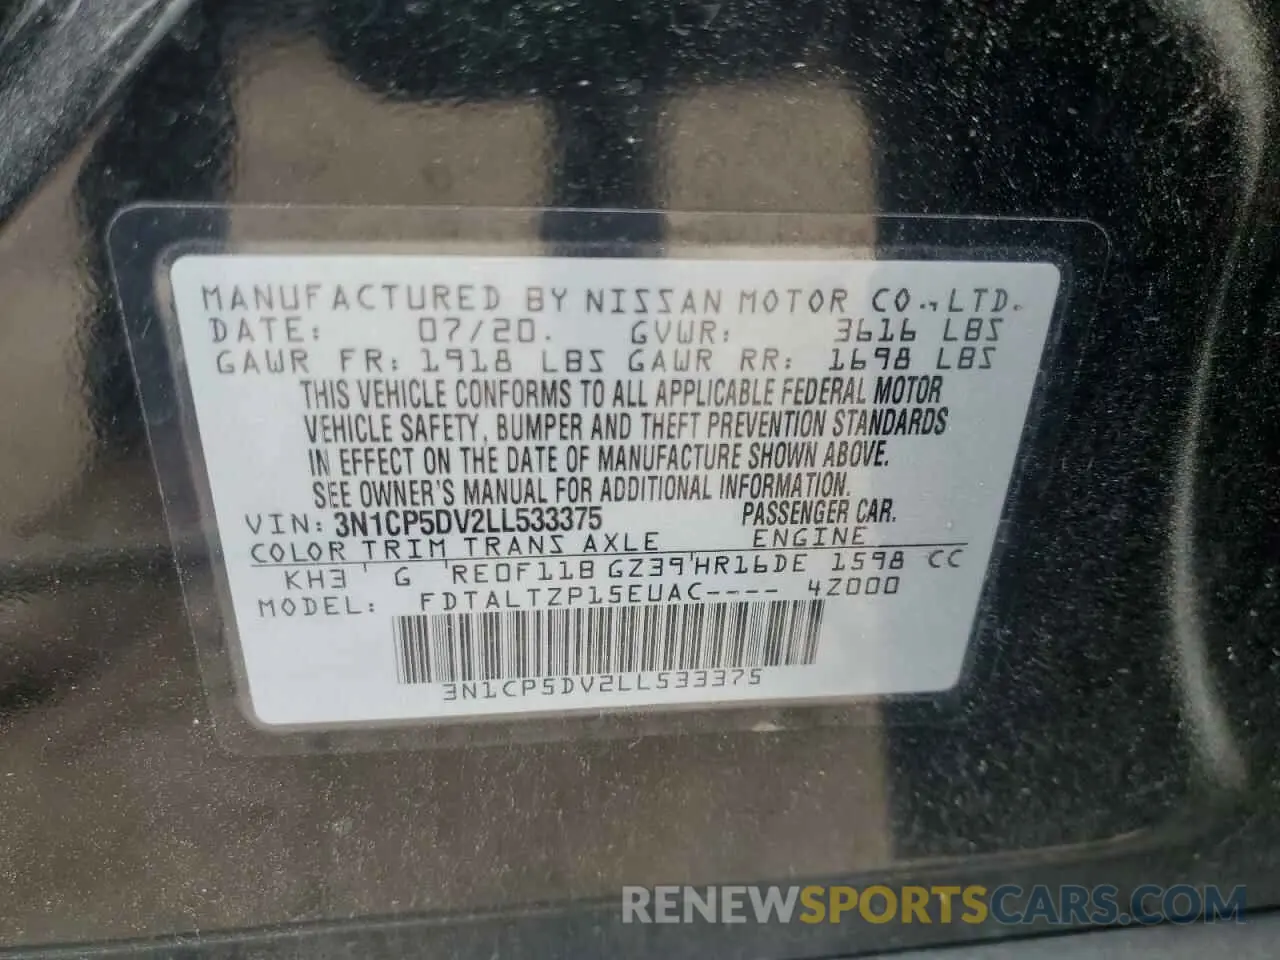 MANUFACTURED BY NISSAN MOTOR CO.,LTD.
DATE: 07/20. GVWR: 3616 LBS
GAWR FR: 1918 LBS GAWR RR: 1698 LBS
THIS VEHICLE CONFORMS TO ALL APPLICABLE FEDERAL MOTOR
VEHICLE SAFETY, BUMPER AND THEFT PREVENTION STANDARDS
IN EFFECT ON THE DATE OF MANUFACTURE SHOWN ABOVE.
SEE OWNER'S MANUAL FOR ADDITIONAL INFORMATION.
VIN: 3N1CP5DV2LL533375 PASSENGER CAR.
COLOR TRIM TRANS AXLE ENGINE
KH3 ' G 'RE0F11B GZ39'HR16DE 1598 CC
MODEL: FDTALTZP15EUAC---- 4Z000
3N1CP5DV2LL533375
RENEWSPORTSCARS.COM